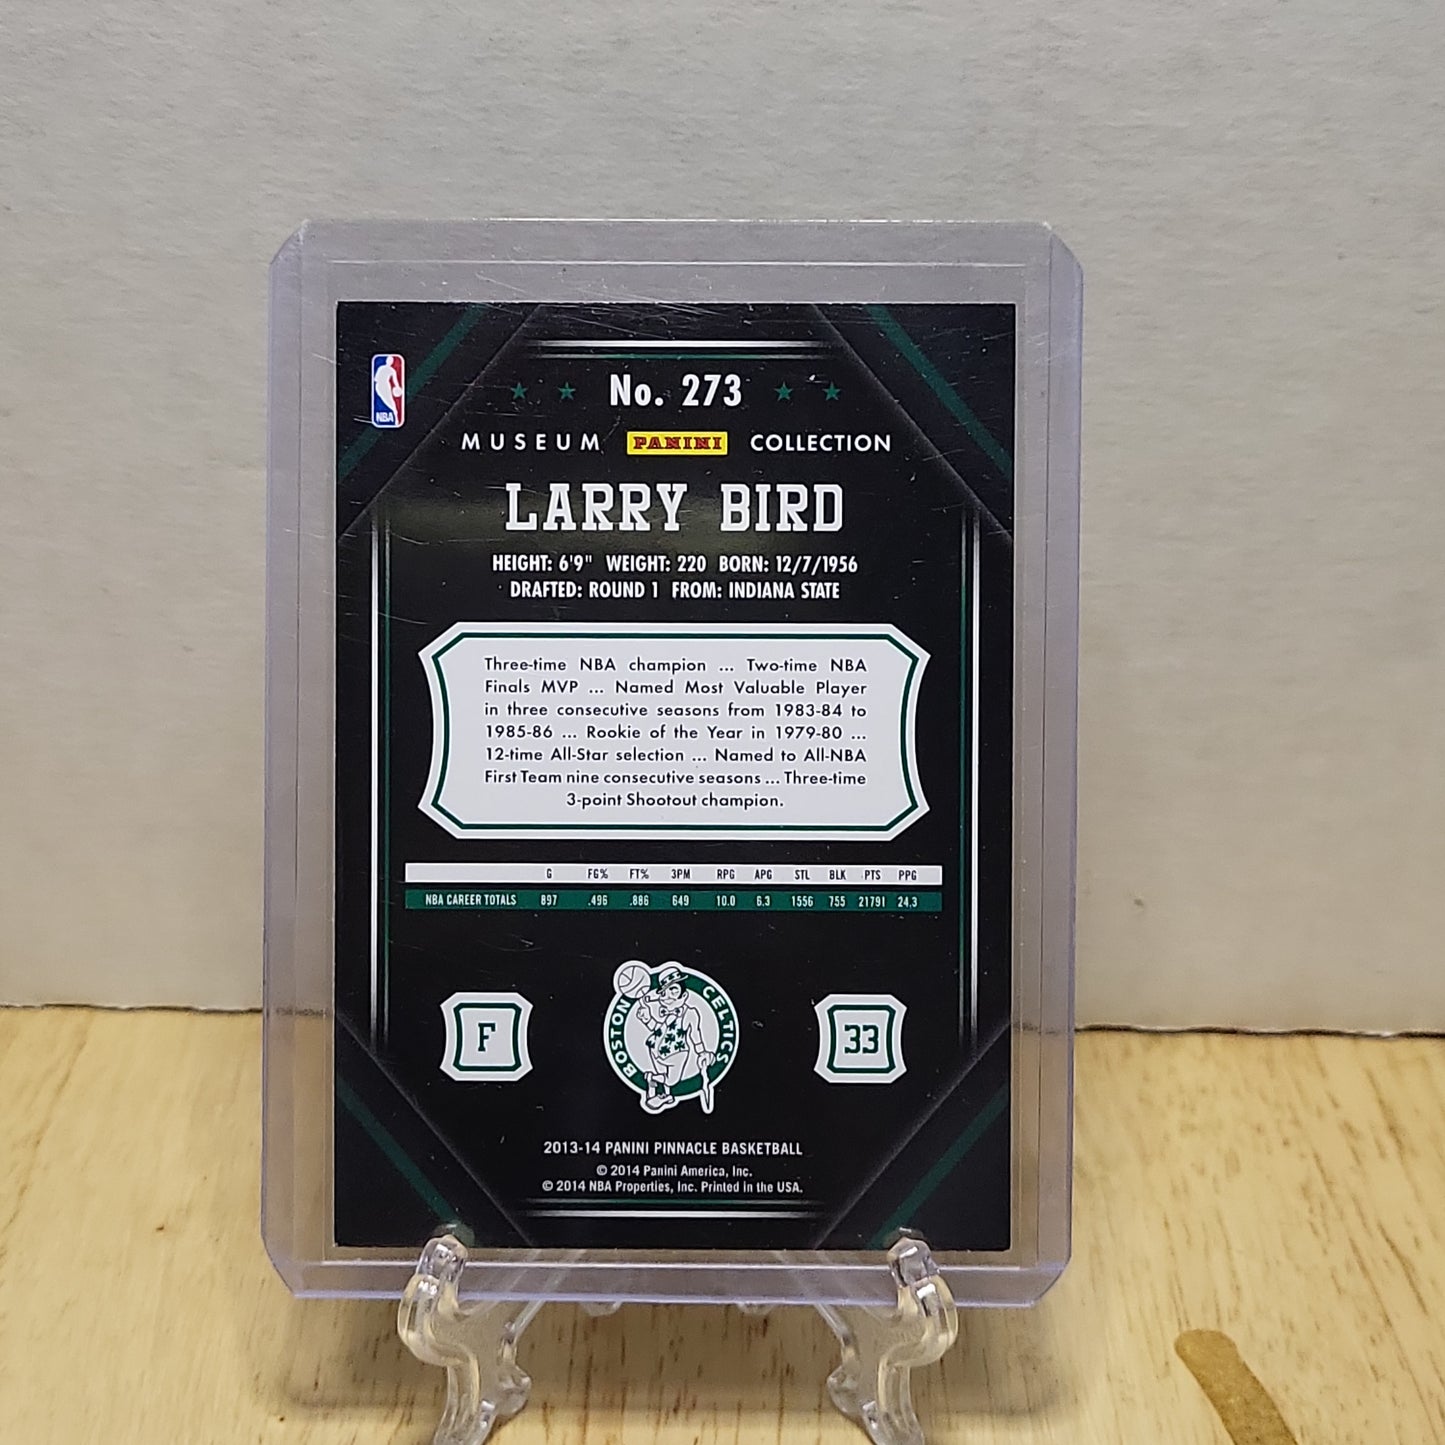 NBA
No. 273
MUSEUM PANINI COLLECTION
LARRY BIRD
HEIGHT: 6'9" WEIGHT: 220 BORN: 12/7/1956
DRAFTED: ROUND 1 FROM: INDIANA STATE
Three-time NBA champion ... Two-time NBA
Finals MVP ... Named Most Valuable Player
in three consecutive seasons from 1983-84 to
1985-86 ... Rookie of the Year in 1979-80 ...
12-time All-Star selection ... Named to All-NBA
First Team nine consecutive seasons ... Three-time
3-point Shootout champion.
G FG% FT% 3PM RPG APG STL BLK PTS PPG
NBA CAREER TOTALS 897 .496 .886 649 10.0 6.3 1556 755 21791 24.3
F
BOSTON CELTICS
33
2013-14 PANINI PINNACLE BASKETBALL
© 2014 Panini America, Inc.
© 2014 NBA Properties, Inc. Printed in the USA.